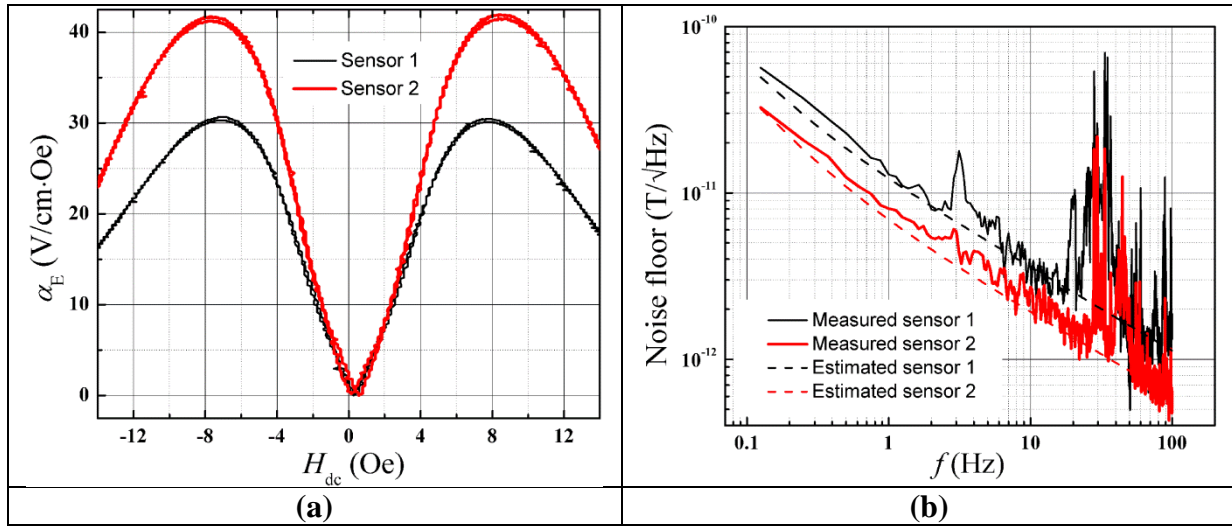 α_E (V/cm·Oe)
40
30
20
10
0
Sensor 1
Sensor 2
-12 -8 -4 0 4 8 12
H_dc (Oe)
(a)
Noise floor (T/√Hz)
10⁻¹⁰
10⁻¹¹
10⁻¹²
Measured sensor 1
Measured sensor 2
Estimated sensor 1
Estimated sensor 2
0.1 1 10 100
f (Hz)
(b)